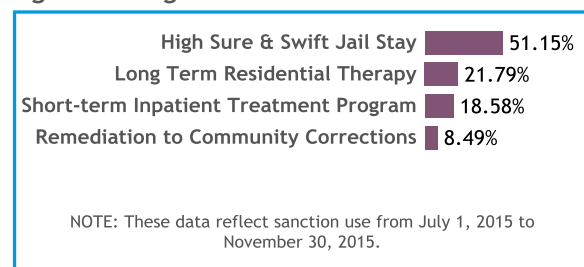 High Sure & Swift Jail Stay 51.15%
Long Term Residential Therapy 21.79%
Short-term Inpatient Treatment Program 18.58%
Remediation to Community Corrections 8.49%
NOTE: These data reflect sanction use from July 1, 2015 to
November 30, 2015.